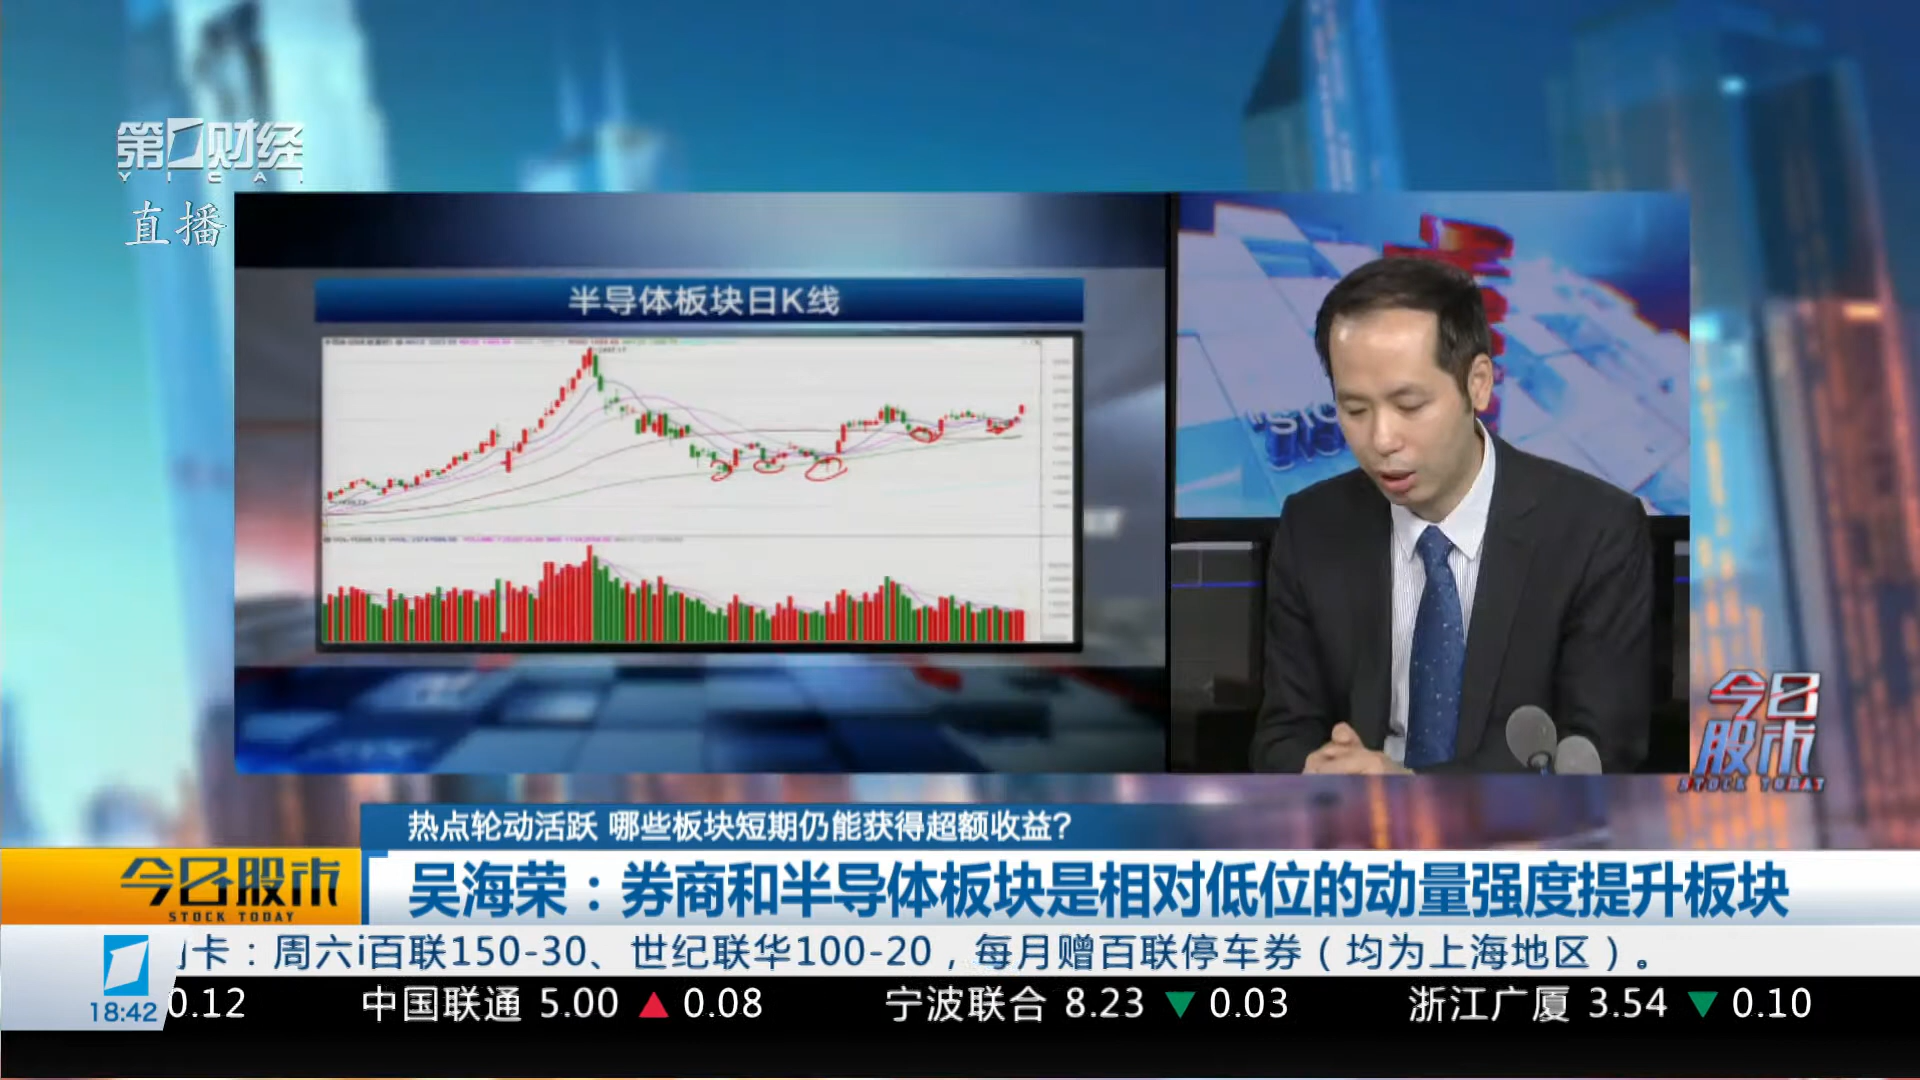 第一财经
YICAI
直播
半导体板块日K线
今日
股市
STOCK TODAY
热点轮动活跃 哪些板块短期仍能获得超额收益?
今日股市
STOCK TODAY
吴海荣：券商和半导体板块是相对低位的动量强度提升板块
卡：周六i百联150-30、世纪联华100-20，每月赠百联停车券（均为上海地区）。
18:42
0.12 中国联通 5.00 ▲ 0.08 宁波联合 8.23 ▼ 0.03 浙江广厦 3.54 ▼ 0.10